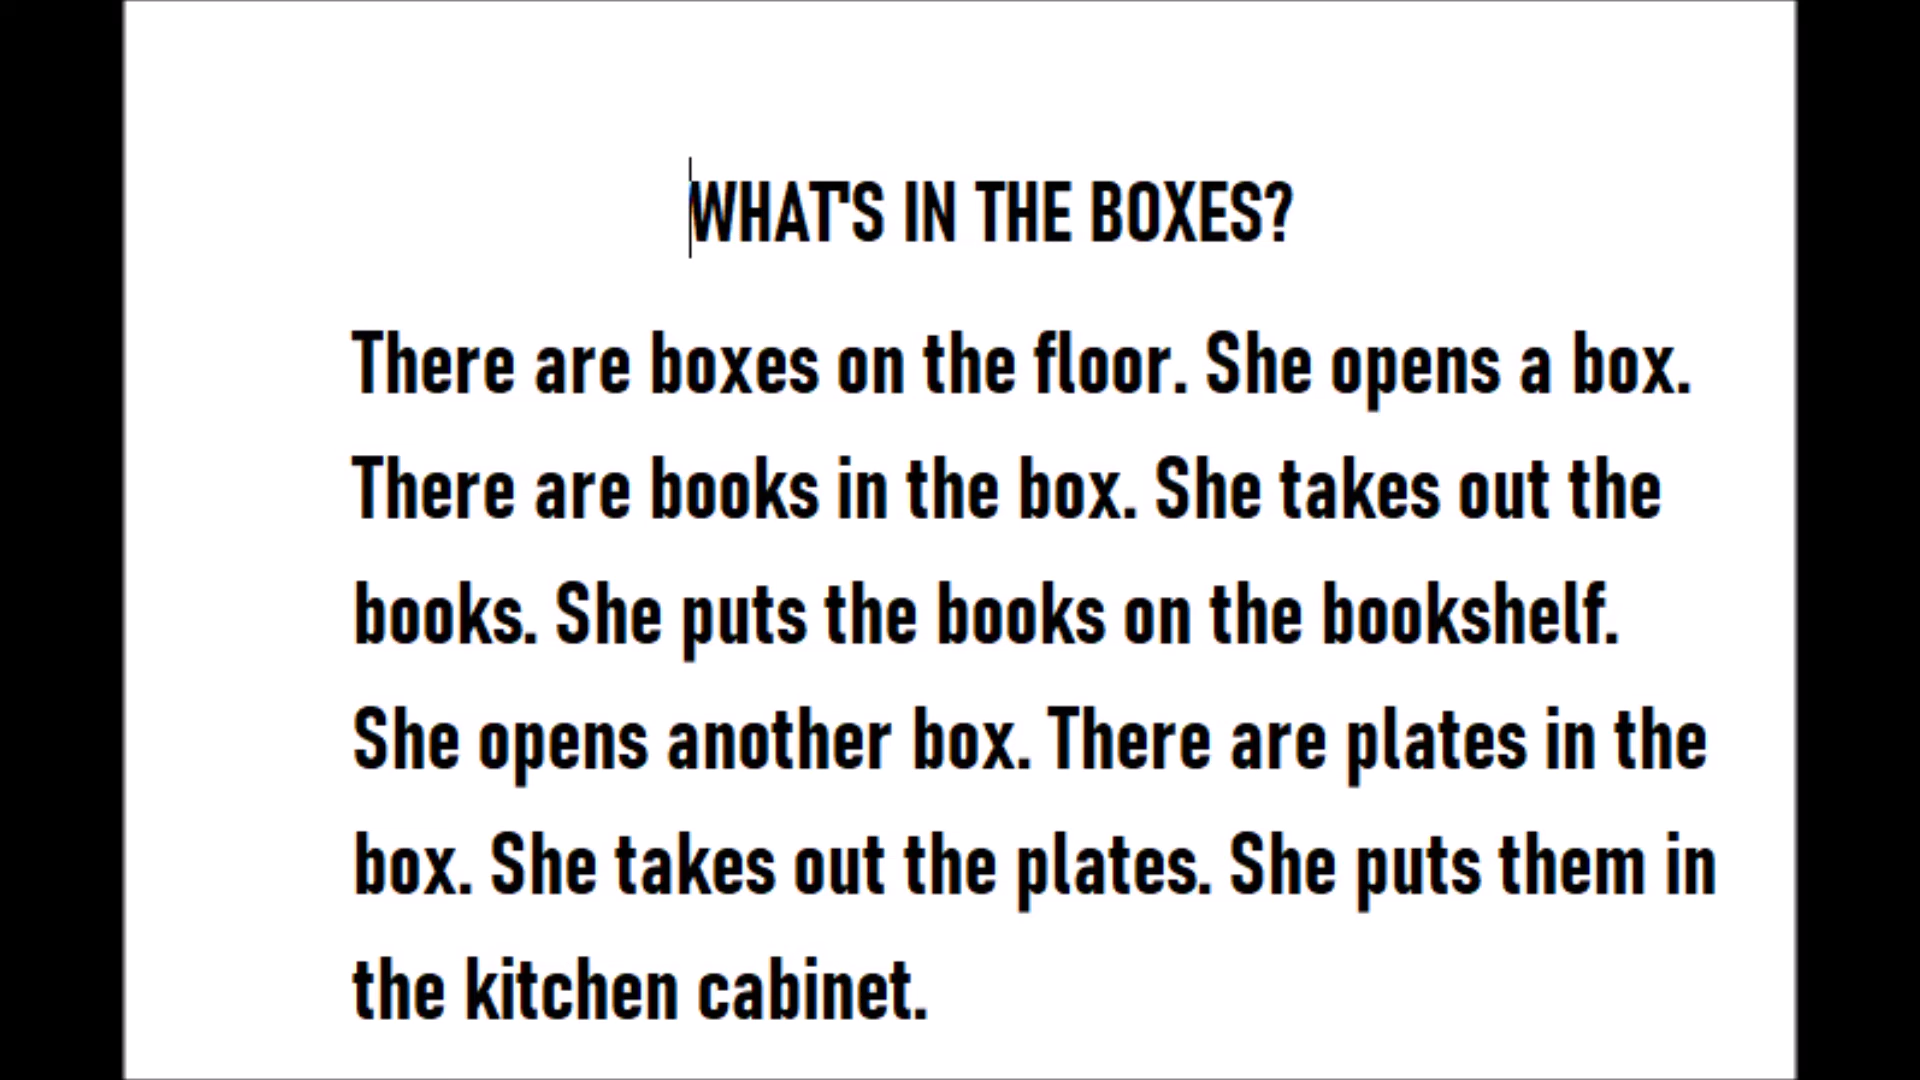 WHAT'S IN THE BOXES?
There are boxes on the floor. She opens a box.
There are books in the box. She takes out the
books. She puts the books on the bookshelf.
She opens another box. There are plates in the
box. She takes out the plates. She puts them in
the kitchen cabinet.